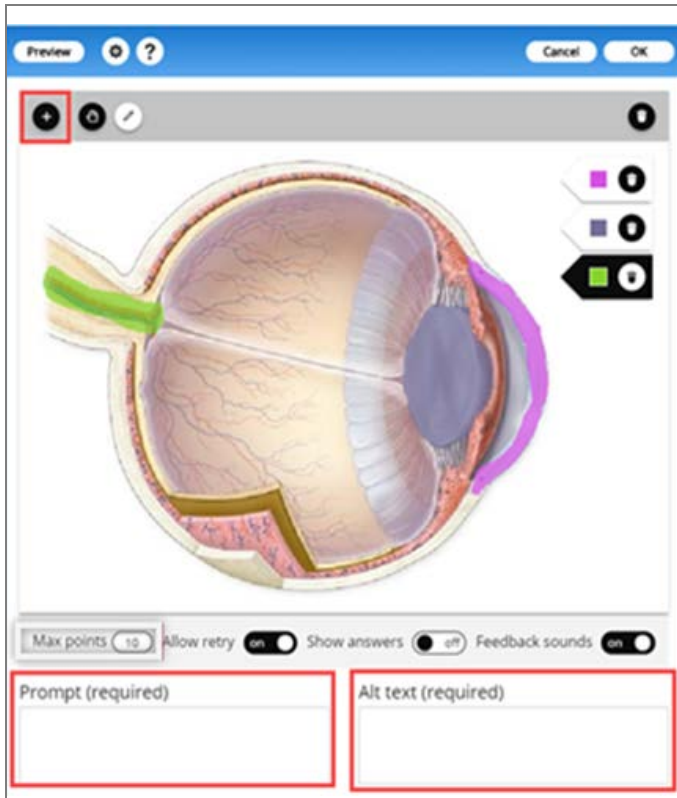 Preview ? Cancel OK
Max points 10 Allow retry on Show answers off Feedback sounds on
Prompt (required) Alt text (required)